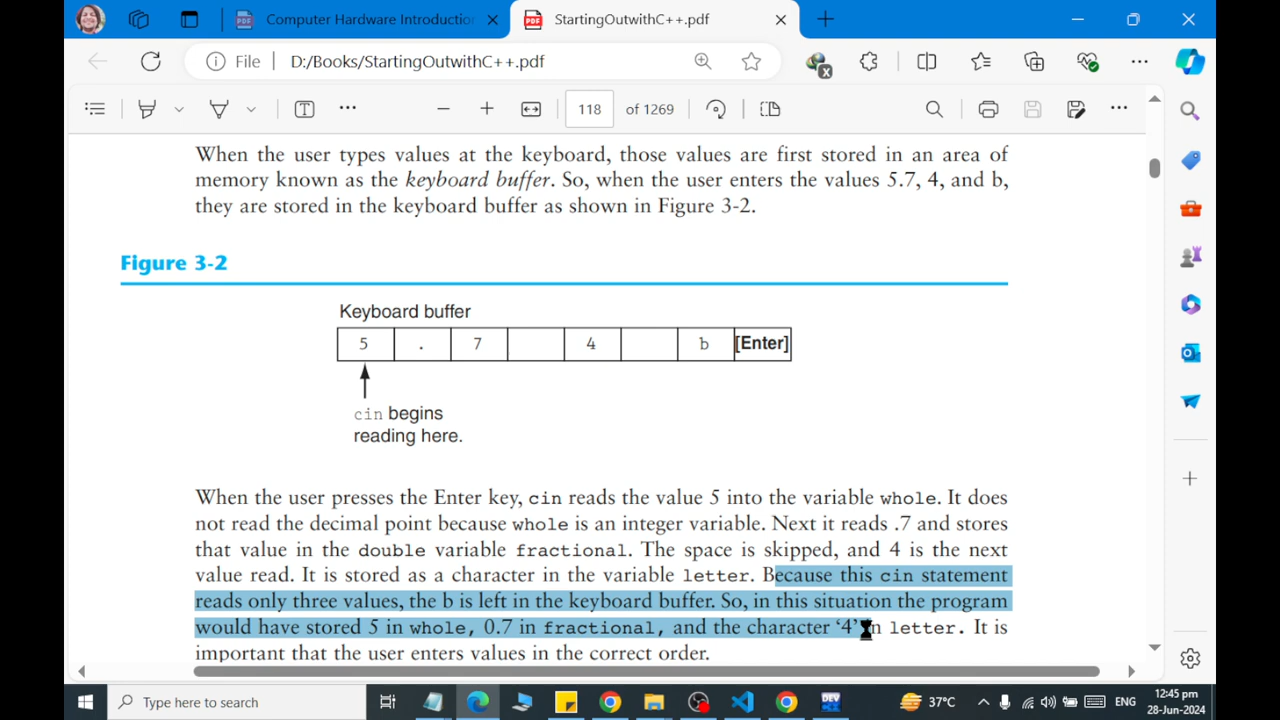 Computer Hardware Introduction
StartingOutwithC++.pdf
File
D:/Books/StartingOutwithC++.pdf
118 of 1269
When the user types values at the keyboard, those values are first stored in an area of
memory known as the keyboard buffer. So, when the user enters the values 5.7, 4, and b,
they are stored in the keyboard buffer as shown in Figure 3-2.
Figure 3-2
Keyboard buffer
5 . 7 4 b [Enter]
cin begins
reading here.
When the user presses the Enter key, cin reads the value 5 into the variable whole. It does
not read the decimal point because whole is an integer variable. Next it reads .7 and stores
that value in the double variable fractional. The space is skipped, and 4 is the next
value read. It is stored as a character in the variable letter. Because this cin statement
reads only three values, the b is left in the keyboard buffer. So, in this situation the program
would have stored 5 in whole, 0.7 in fractional, and the character ‘4’ in letter. It is
important that the user enters values in the correct order.
Type here to search
37°C
ENG
12:45 pm
28-Jun-2024